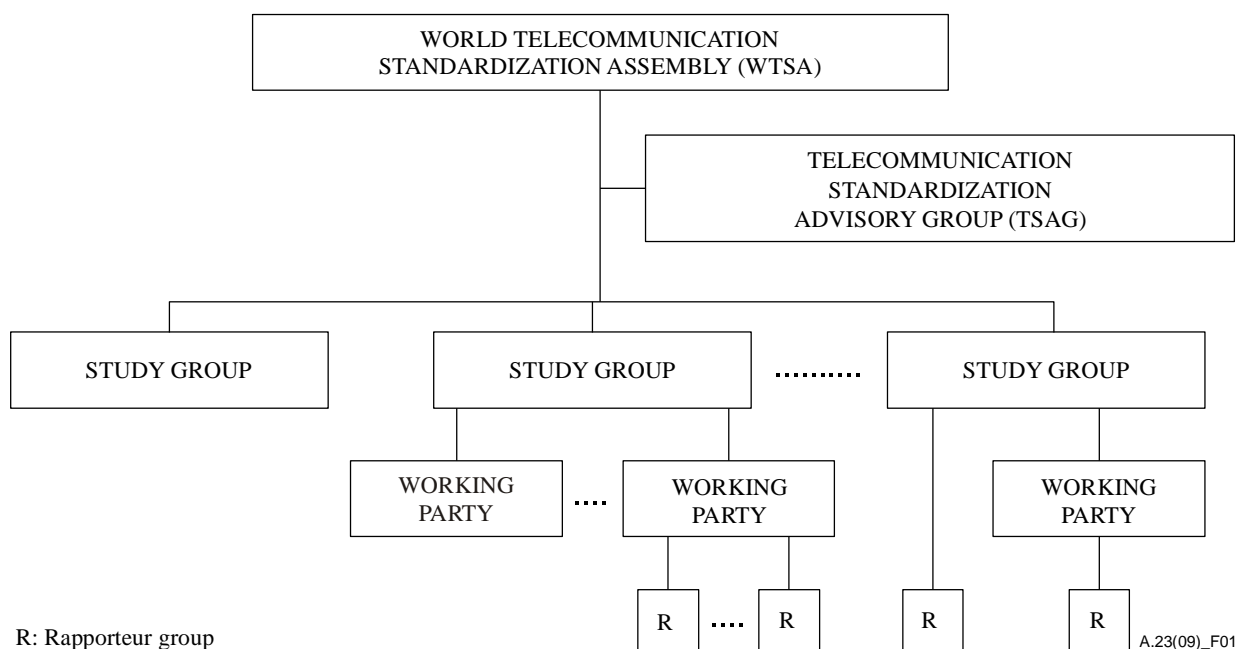 WORLD TELECOMMUNICATION
STANDARDIZATION ASSEMBLY (WTSA)
TELECOMMUNICATION
STANDARDIZATION
ADVISORY GROUP (TSAG)
STUDY GROUP
STUDY GROUP
..........
STUDY GROUP
WORKING
PARTY
....
WORKING
PARTY
WORKING
PARTY
R
....
R
R
R
R: Rapporteur group
A.23(09)_F01